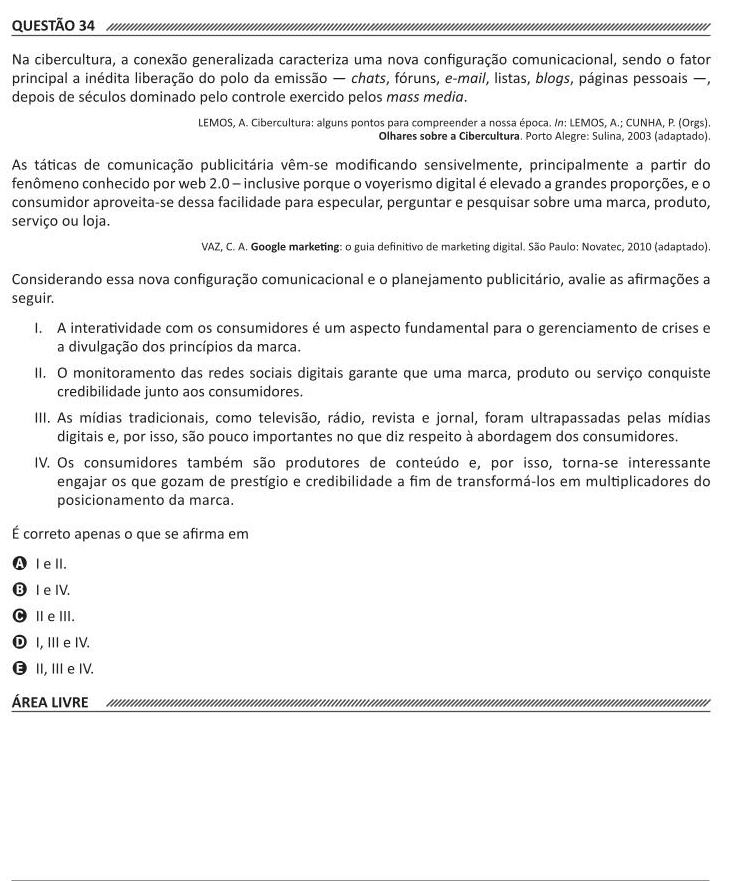 QUESTÃO 34
Na cibercultura, a conexão generalizada caracteriza uma nova configuração comunicacional, sendo o fator
principal a inédita liberação do polo da emissão — chats, fóruns, e-mail, listas, blogs, páginas pessoais —,
depois de séculos dominado pelo controle exercido pelos mass media.
LEMOS, A. Cibercultura: alguns pontos para compreender a nossa época. In: LEMOS, A.; CUNHA, P. (Orgs).
Olhares sobre a Cibercultura. Porto Alegre: Sulina, 2003 (adaptado).
As táticas de comunicação publicitária vêm-se modificando sensivelmente, principalmente a partir do
fenômeno conhecido por web 2.0 – inclusive porque o voyerismo digital é elevado a grandes proporções, e o
consumidor aproveita-se dessa facilidade para especular, perguntar e pesquisar sobre uma marca, produto,
serviço ou loja.
VAZ, C. A. Google marketing: o guia definitivo de marketing digital. São Paulo: Novatec, 2010 (adaptado).
Considerando essa nova configuração comunicacional e o planejamento publicitário, avalie as afirmações a
seguir.
I. A interatividade com os consumidores é um aspecto fundamental para o gerenciamento de crises e
a divulgação dos princípios da marca.
II. O monitoramento das redes sociais digitais garante que uma marca, produto ou serviço conquiste
credibilidade junto aos consumidores.
III. As mídias tradicionais, como televisão, rádio, revista e jornal, foram ultrapassadas pelas mídias
digitais e, por isso, são pouco importantes no que diz respeito à abordagem dos consumidores.
IV. Os consumidores também são produtores de conteúdo e, por isso, torna-se interessante
engajar os que gozam de prestígio e credibilidade a fim de transformá-los em multiplicadores do
posicionamento da marca.
É correto apenas o que se afirma em
A I e II.
B I e IV.
C II e III.
D I, III e IV.
E II, III e IV.
ÁREA LIVRE